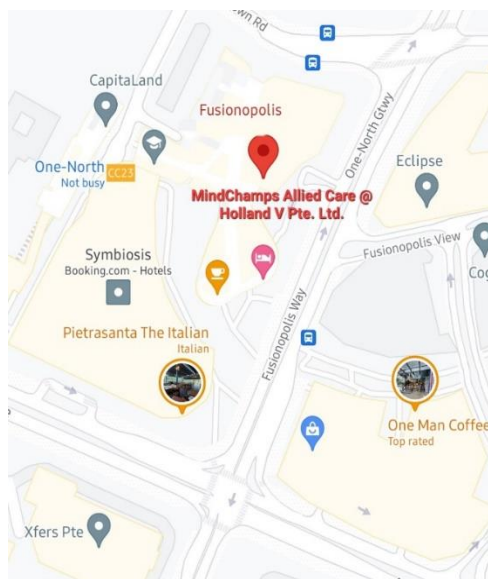 wn Rd
CapitaLand
Fusionopolis
One-North Gtwy
One-North
CC23
Not busy
Eclipse
MindChamps Allied Care @
Holland V Pte. Ltd.
Fusionopolis View
Symbiosis
Booking.com - Hotels
Cog
Fusionopolis Way
Pietrasanta The Italian
Italian
One Man Coffee
Top rated
Xfers Pte